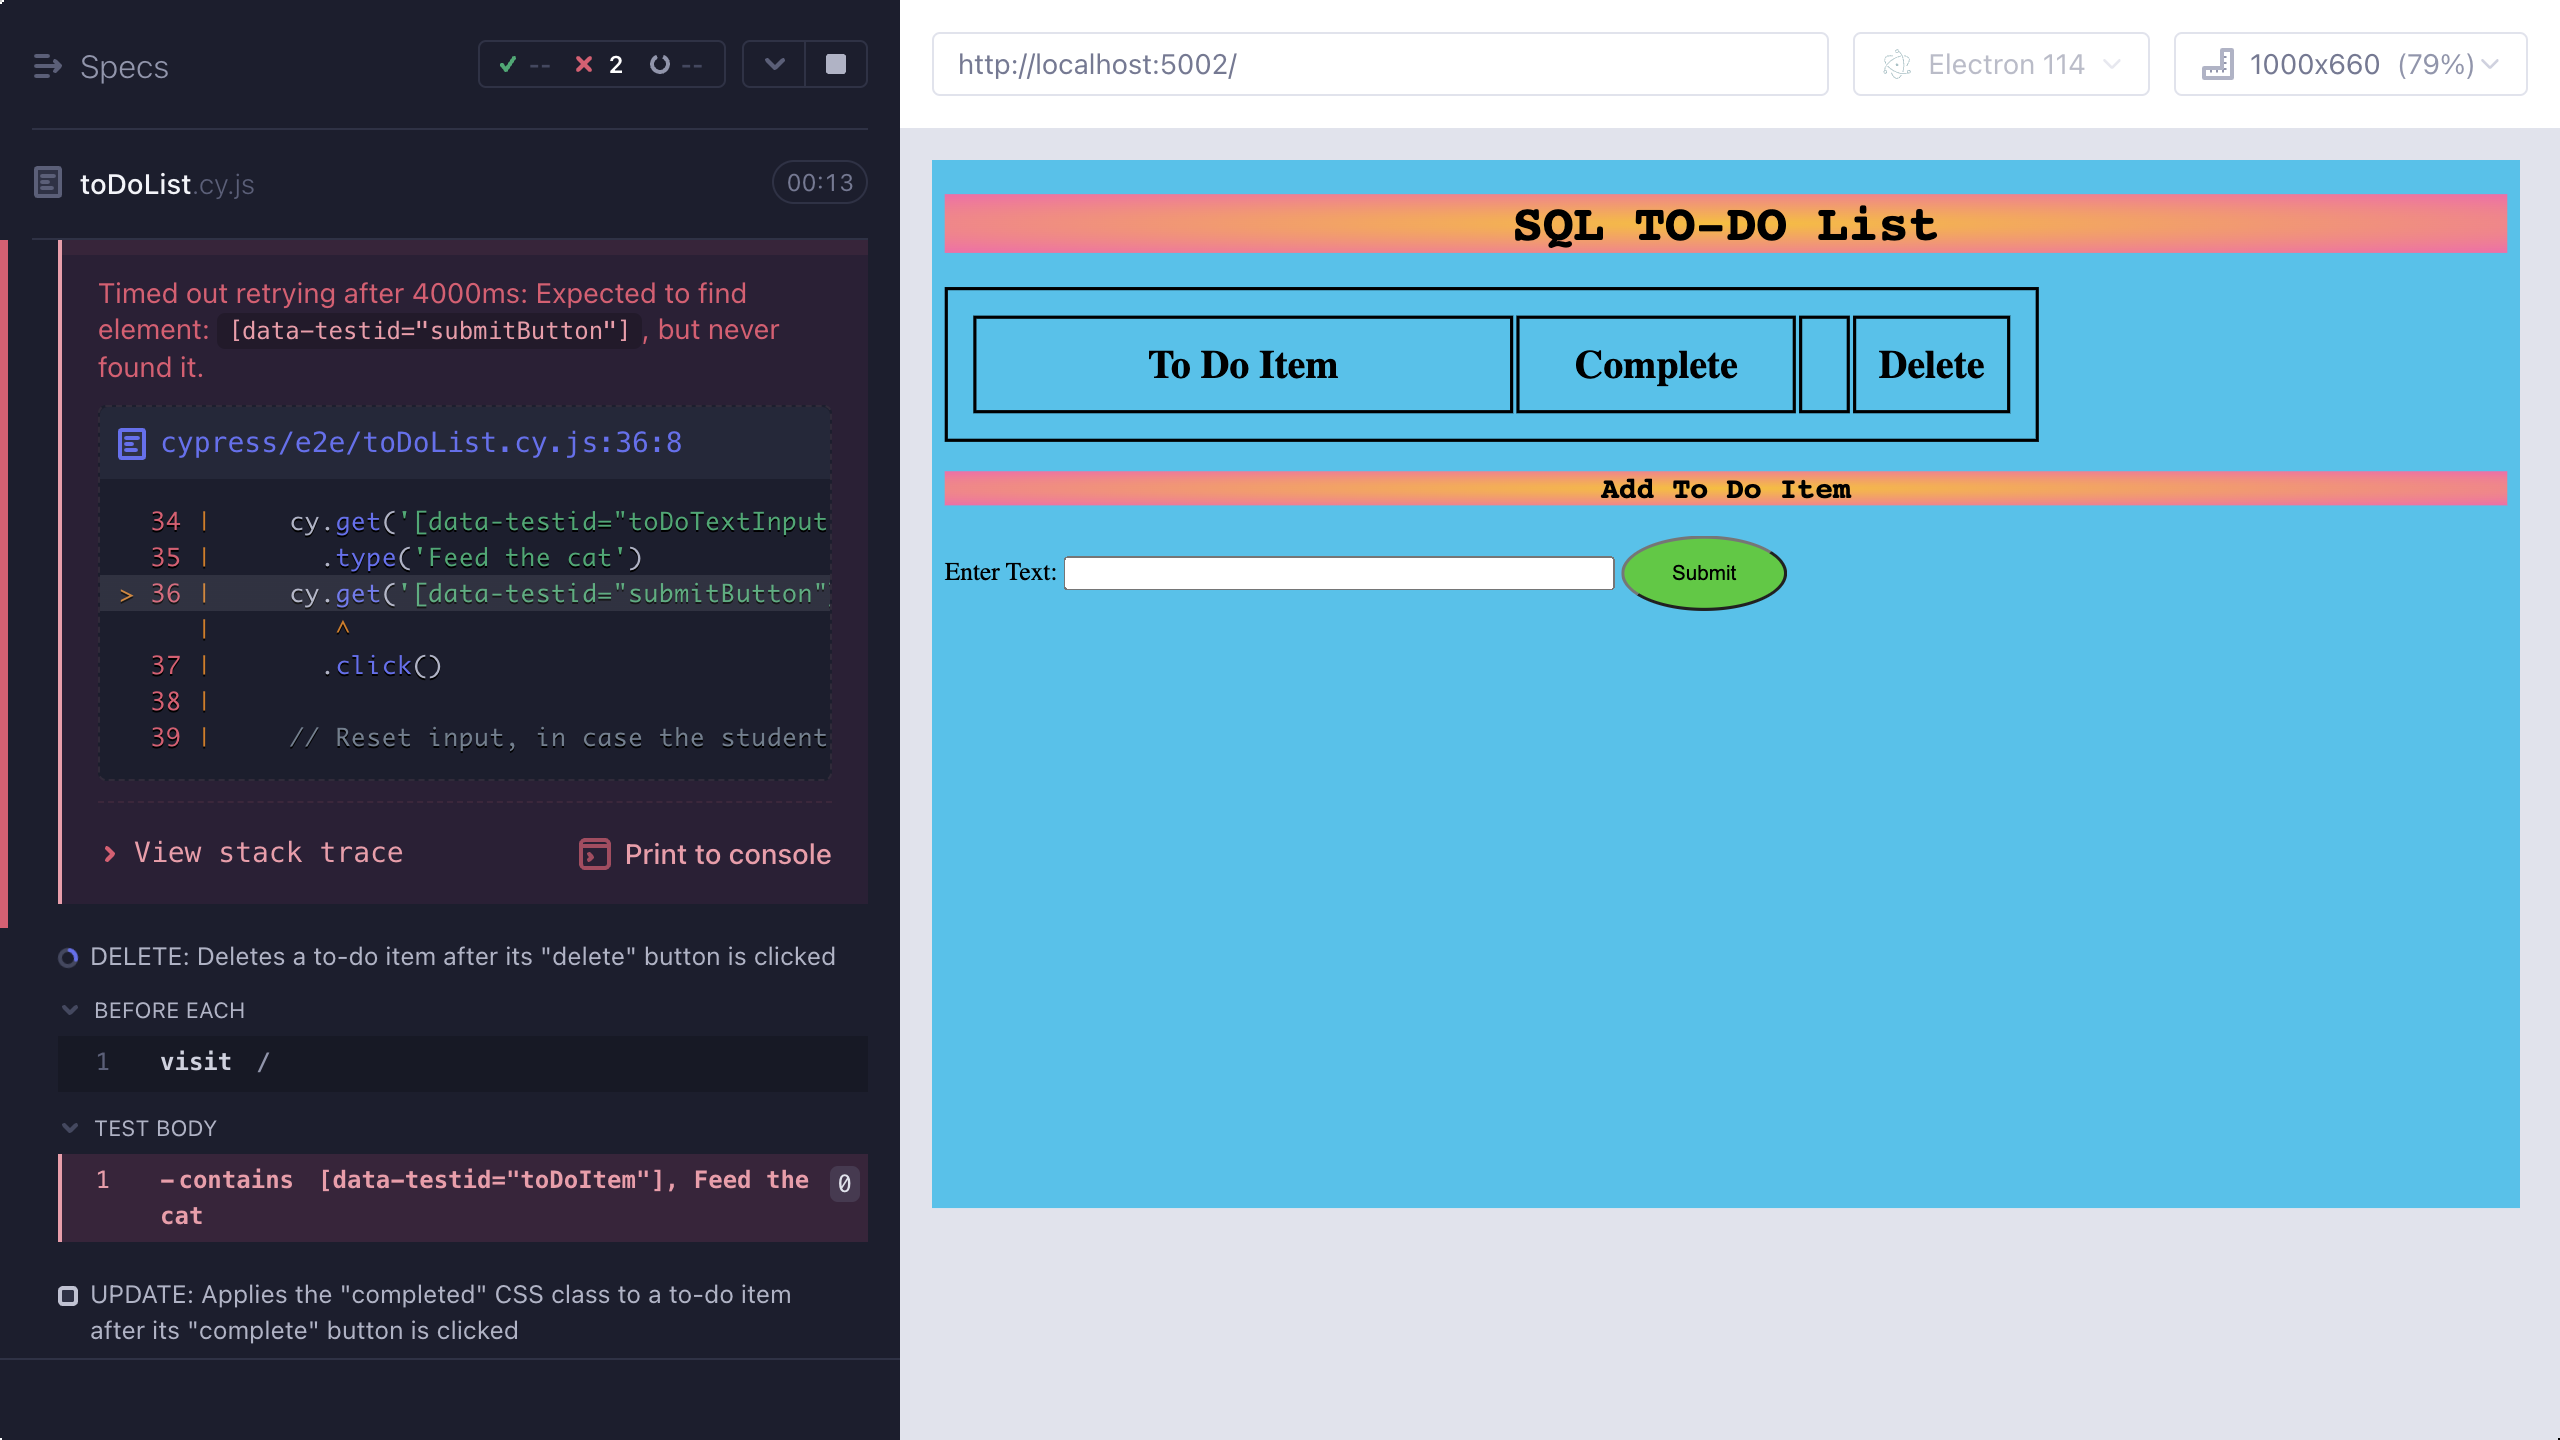 Specs
-- 2 --
toDoList.cy.js
00:13
Timed out retrying after 4000ms: Expected to find
element: [data-testid="submitButton"], but never
found it.
cypress/e2e/toDoList.cy.js:36:8
34 | cy.get('[data-testid="toDoTextInput
35 | .type('Feed the cat')
> 36 | cy.get('[data-testid="submitButton"
| ^
37 | .click()
38 |
39 | // Reset input, in case the student
View stack trace
Print to console
DELETE: Deletes a to-do item after its "delete" button is clicked
BEFORE EACH
1 visit /
TEST BODY
1 -contains [data-testid="toDoItem"], Feed the
cat
0
UPDATE: Applies the "completed" CSS class to a to-do item
after its "complete" button is clicked
http://localhost:5002/
Electron 114
1000x660 (79%)
SQL TO-DO List
To Do Item Complete Delete
Add To Do Item
Enter Text: Submit